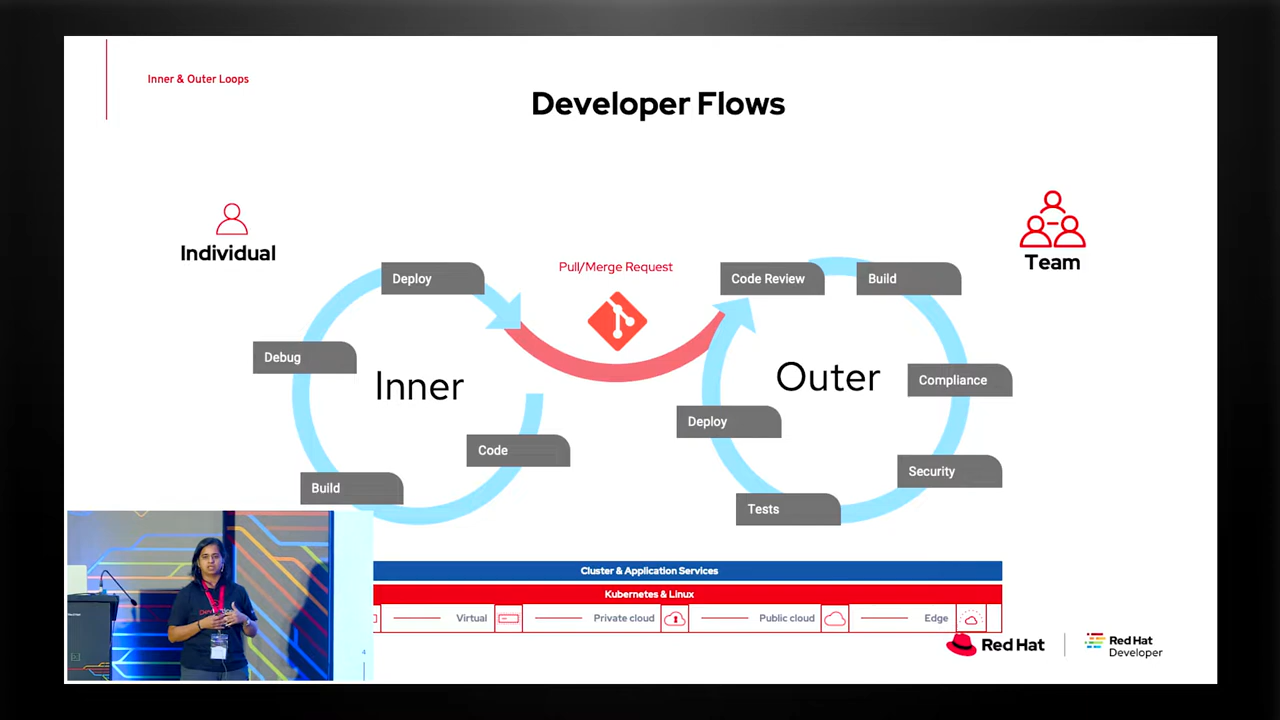 Inner & Outer Loops
Developer Flows
Individual
Team
Pull/Merge Request
Deploy
Debug
Inner
Code
Build
Code Review
Build
Outer
Compliance
Deploy
Security
Tests
Cluster & Application Services
Kubernetes & Linux
Virtual
Private cloud
Public cloud
Edge
Red Hat
Red Hat
Developer
4